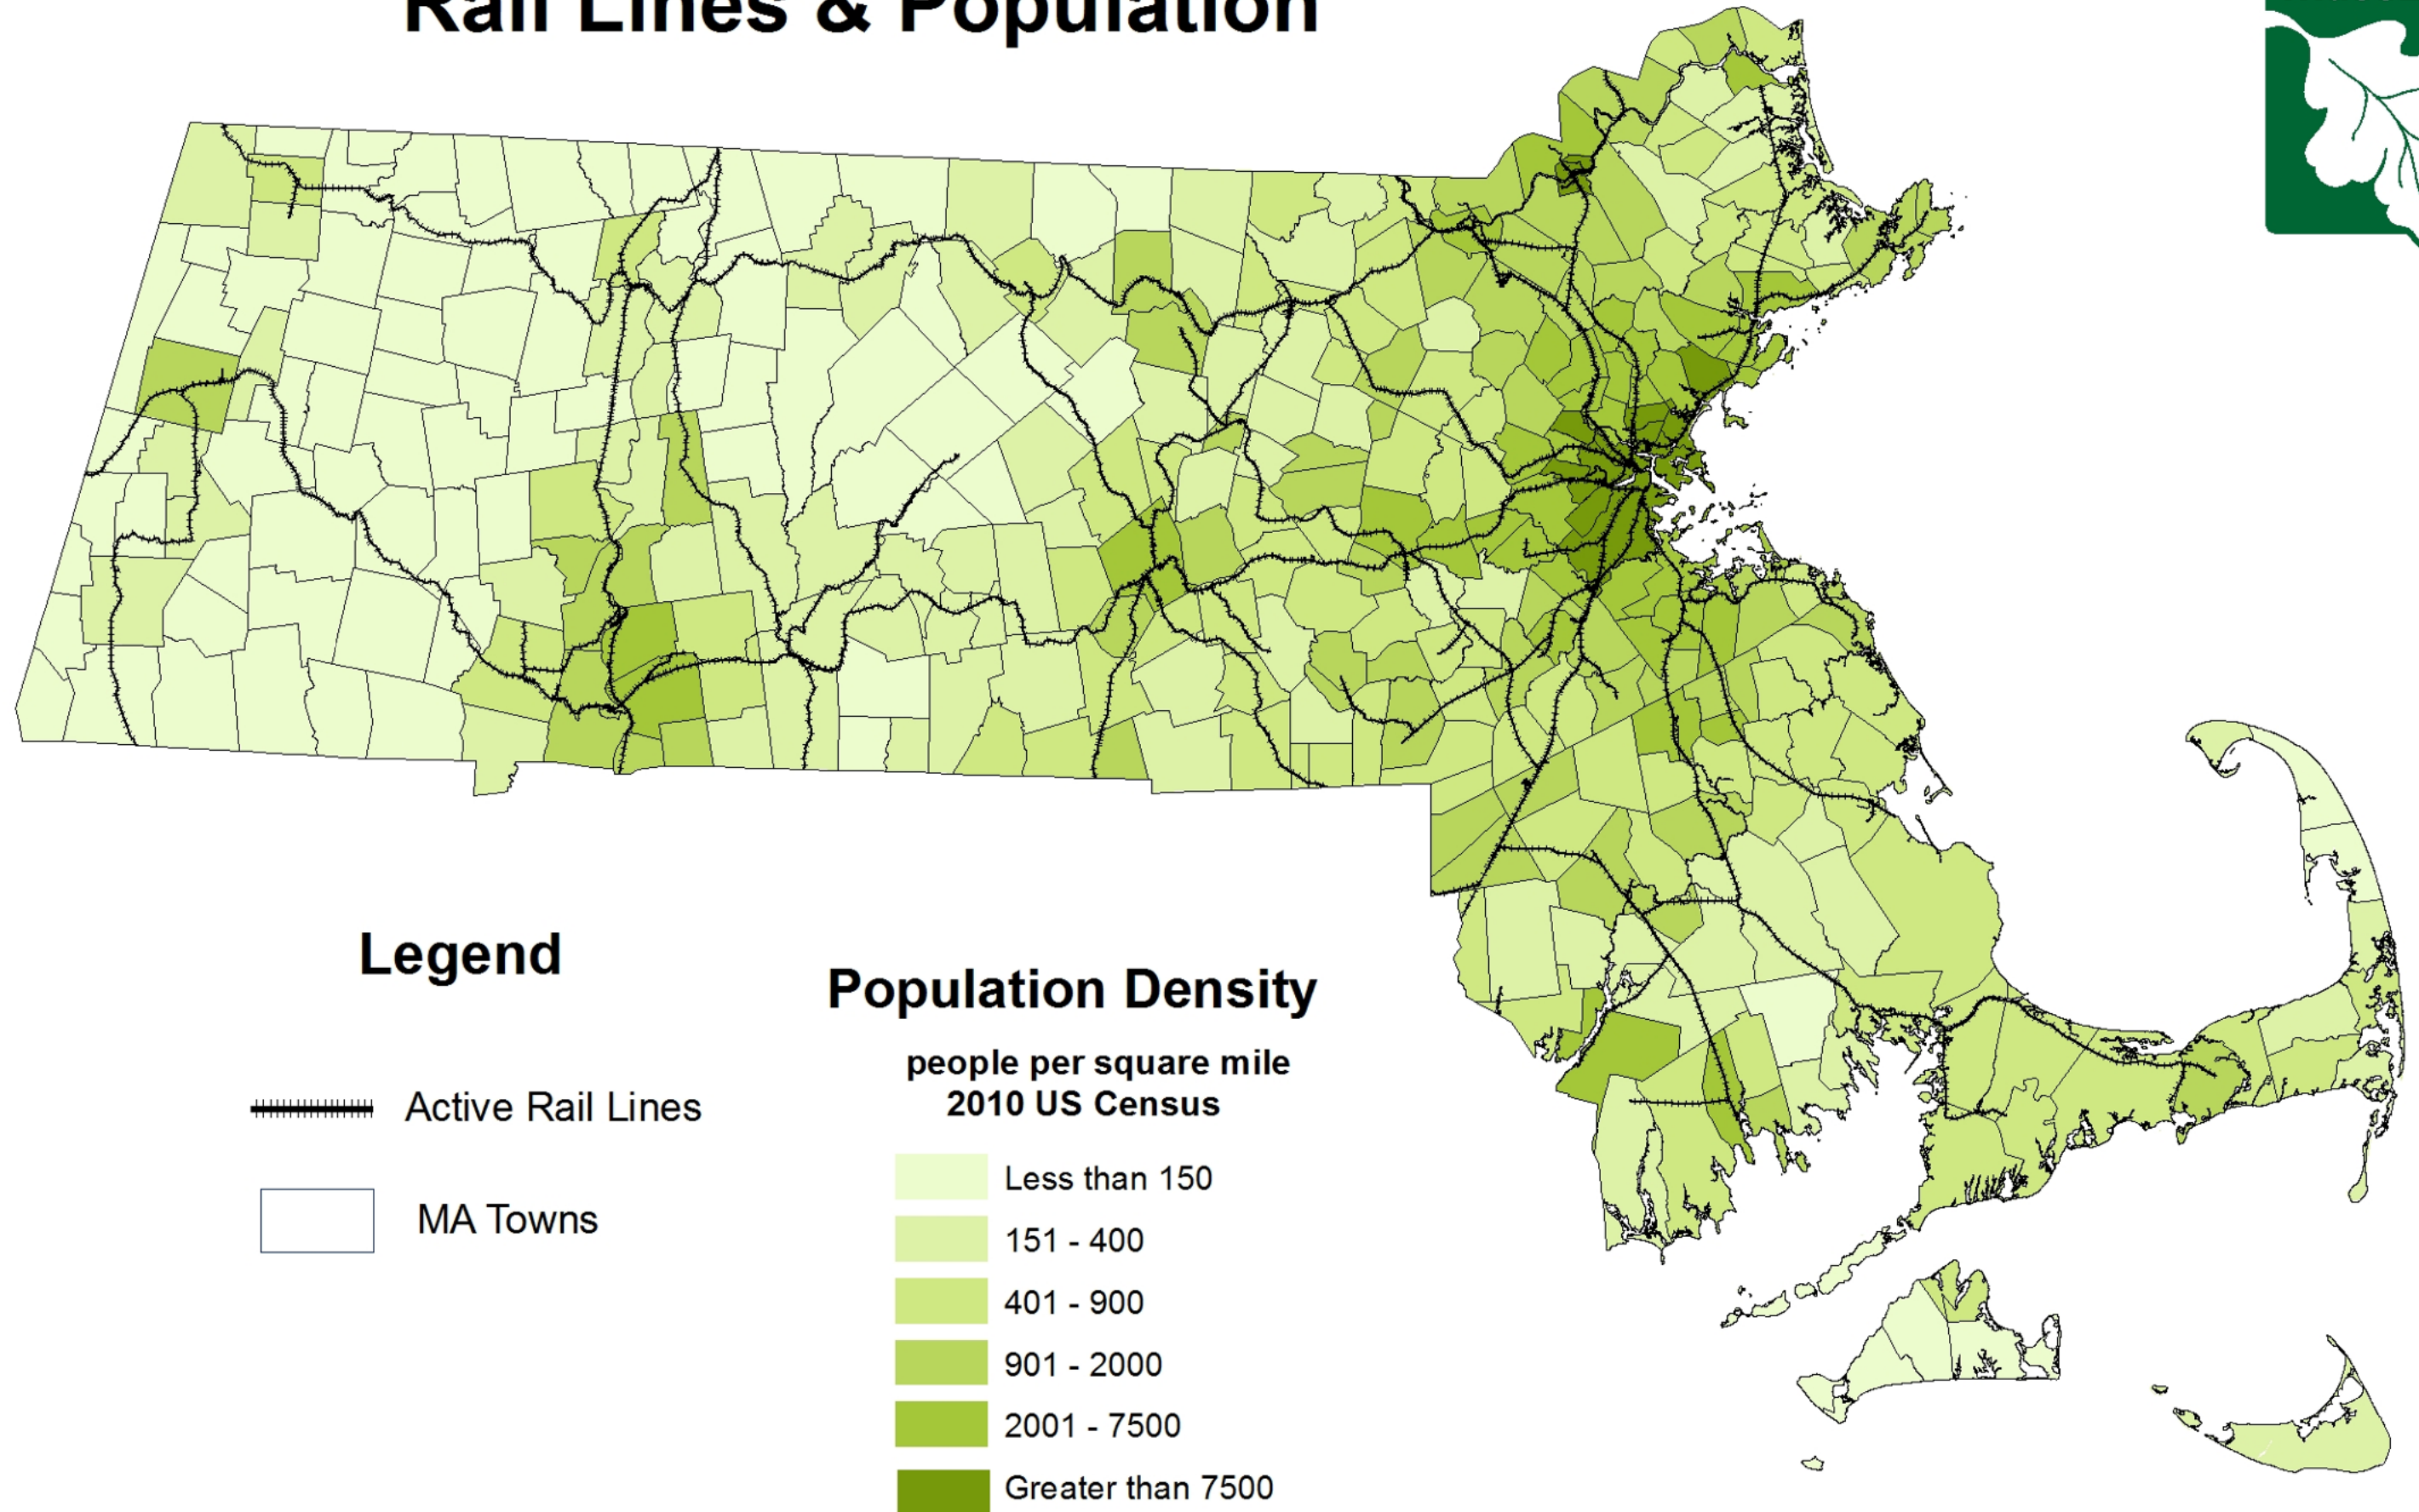 Rail Lines & Population
Legend
Active Rail Lines
MA Towns
Population Density
people per square mile
2010 US Census
Less than 150
151 - 400
401 - 900
901 - 2000
2001 - 7500
Greater than 7500